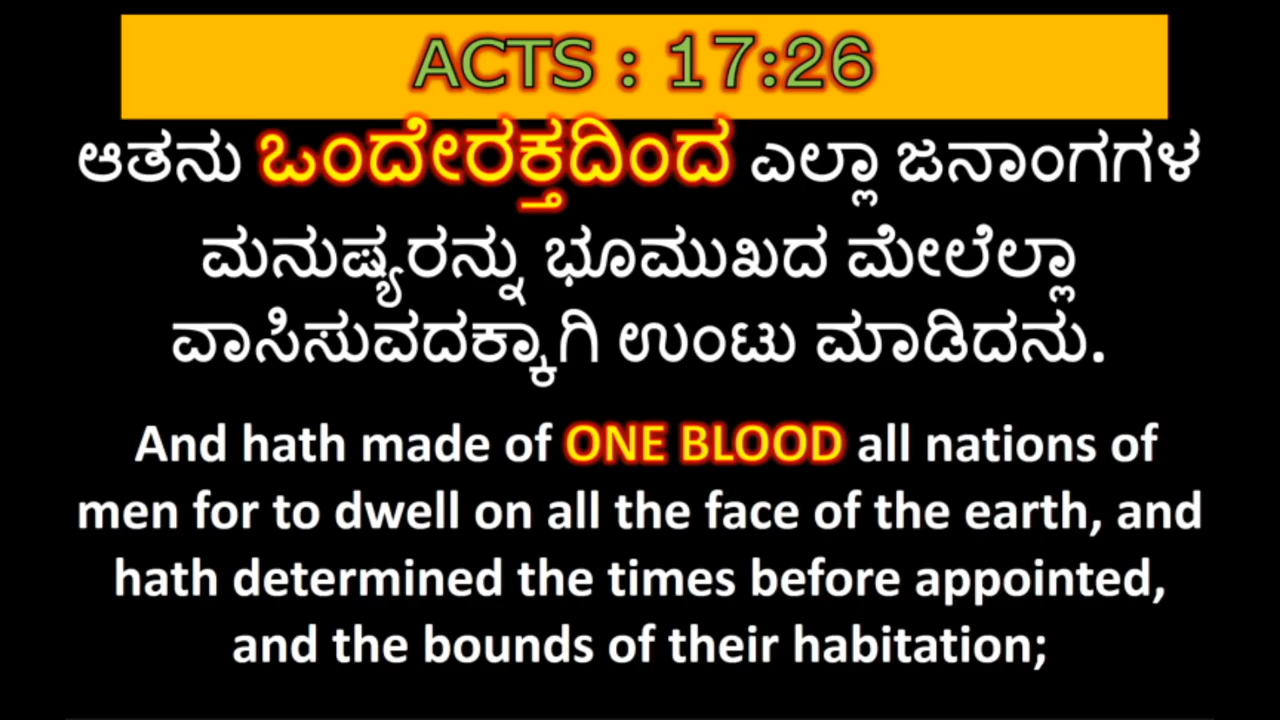 ACTS : 17:26
ಆತನು ಒಂದೇರಕ್ತದಿಂದ ಎಲ್ಲಾ ಜನಾಂಗಗಳ
ಮನುಷ್ಯರನ್ನು ಭೂಮುಖದ ಮೇಲೆಲ್ಲಾ
ವಾಸಿಸುವದಕ್ಕಾಗಿ ಉಂಟು ಮಾಡಿದನು.
And hath made of ONE BLOOD all nations of
men for to dwell on all the face of the earth, and
hath determined the times before appointed,
and the bounds of their habitation;